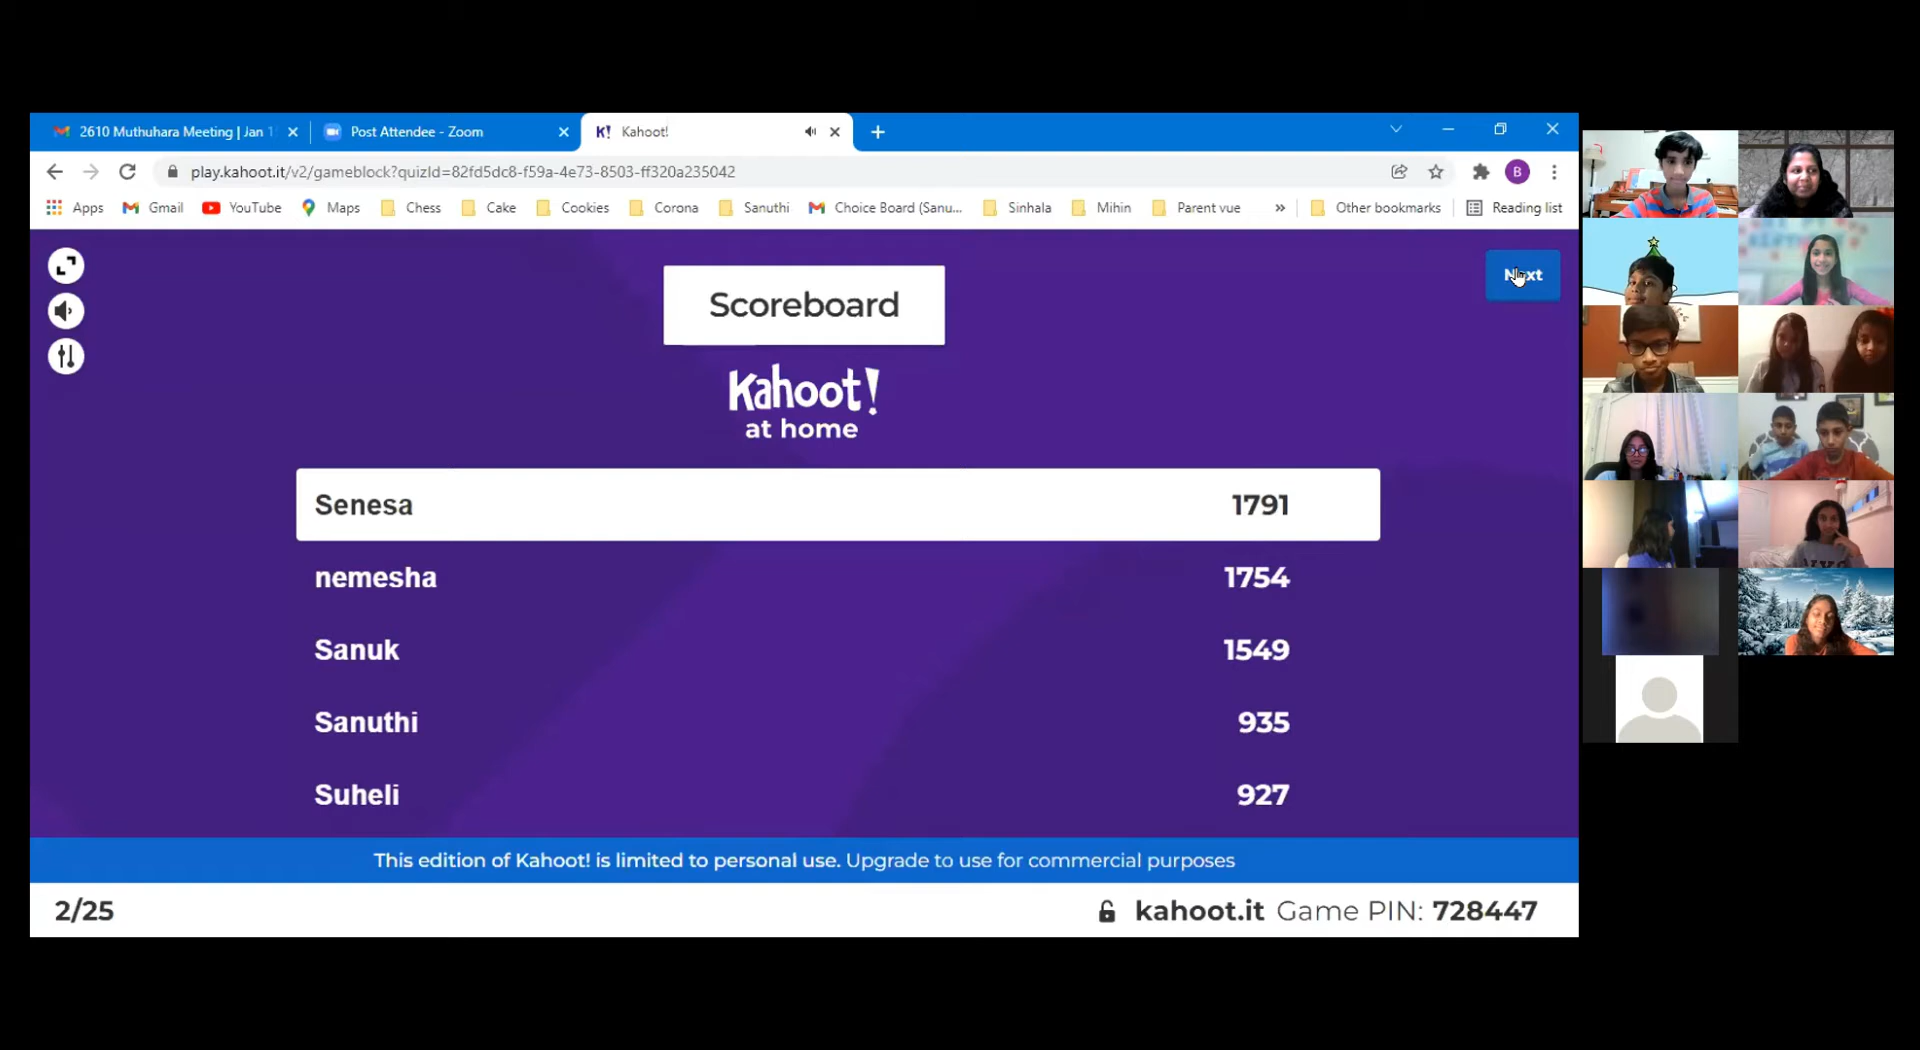 2610 Muthuhara Meeting | Jan 1
Post Attendee - Zoom
K! Kahoot!
play.kahoot.it/v2/gameblock?quizId=82fd5dc8-f59a-4e73-8503-ff320a235042
B
Apps Gmail YouTube Maps Chess Cake Cookies Corona Sanuthi Choice Board (Sanu... Sinhala Mihin Parent vue » Other bookmarks Reading list
Next
Scoreboard
Kahoot!
at home
Senesa 1791
nemesha 1754
Sanuk 1549
Sanuthi 935
Suheli 927
This edition of Kahoot! is limited to personal use. Upgrade to use for commercial purposes
2/25
kahoot.it Game PIN: 728447